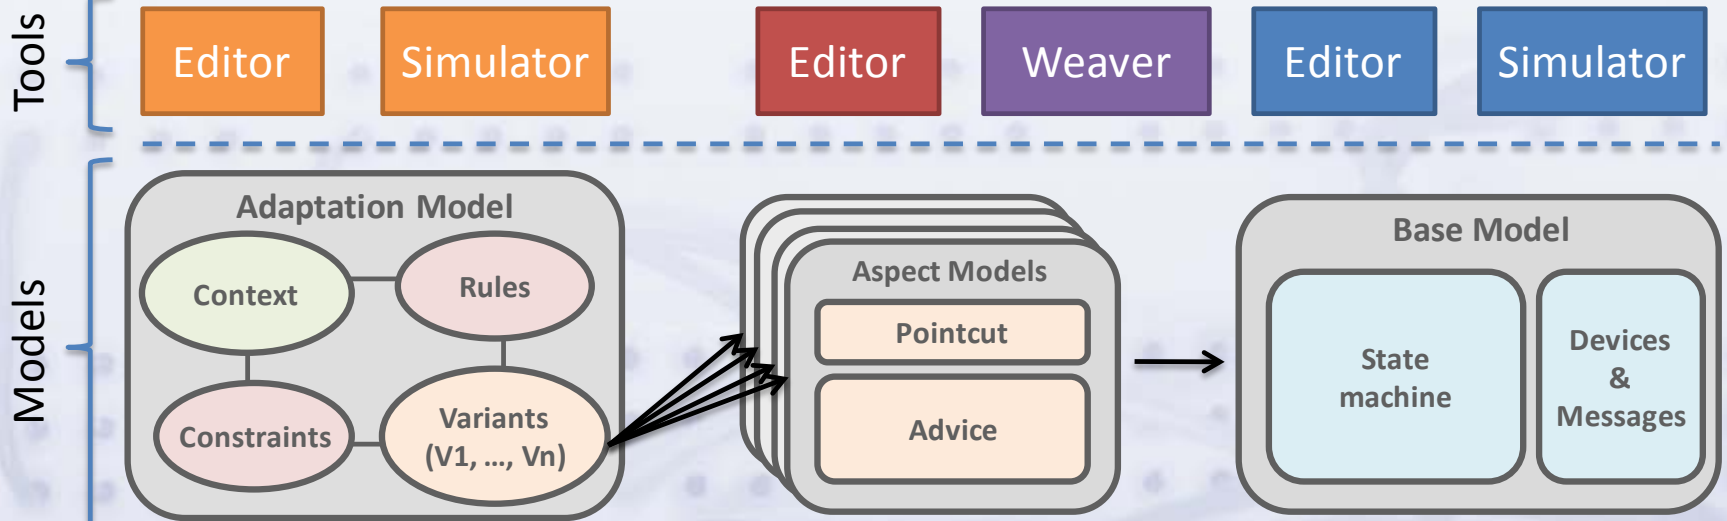 Tools
Editor
Simulator
Editor
Weaver
Editor
Simulator
Models
Adaptation Model
Context
Rules
Constraints
Variants
(V1, ..., Vn)
Aspect Models
Pointcut
Advice
Base Model
State
machine
Devices
&
Messages